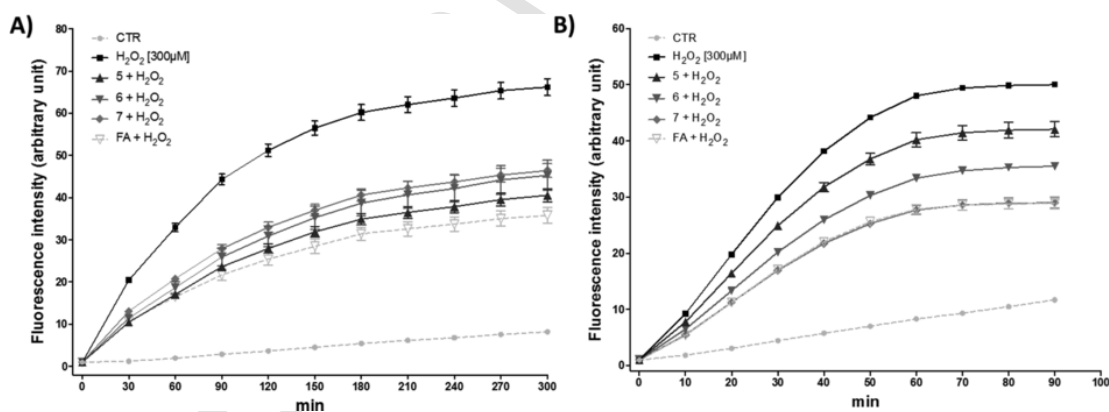 A)
CTR
H₂O₂ [300µM]
5 + H₂O₂
6 + H₂O₂
7 + H₂O₂
FA + H₂O₂
Fluorescence intensity (arbitrary unit)
80
70
60
50
40
30
20
10
0
0 30 60 90 120 150 180 210 240 270 300
min
B)
CTR
H₂O₂ [300µM]
5 + H₂O₂
6 + H₂O₂
7 + H₂O₂
FA + H₂O₂
Fluorescence intensity (arbitrary unit)
60
50
40
30
20
10
0
0 10 20 30 40 50 60 70 80 90 100
min